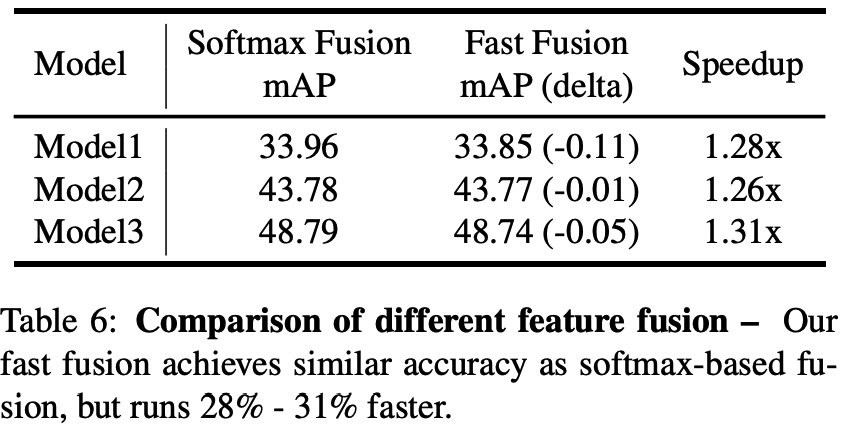 Model Softmax Fusion mAP Fast Fusion mAP (delta) Speedup
Model1 33.96 33.85 (-0.11) 1.28x
Model2 43.78 43.77 (-0.01) 1.26x
Model3 48.79 48.74 (-0.05) 1.31x
Table 6: Comparison of different feature fusion – Our
fast fusion achieves similar accuracy as softmax-based fu-
sion, but runs 28% - 31% faster.